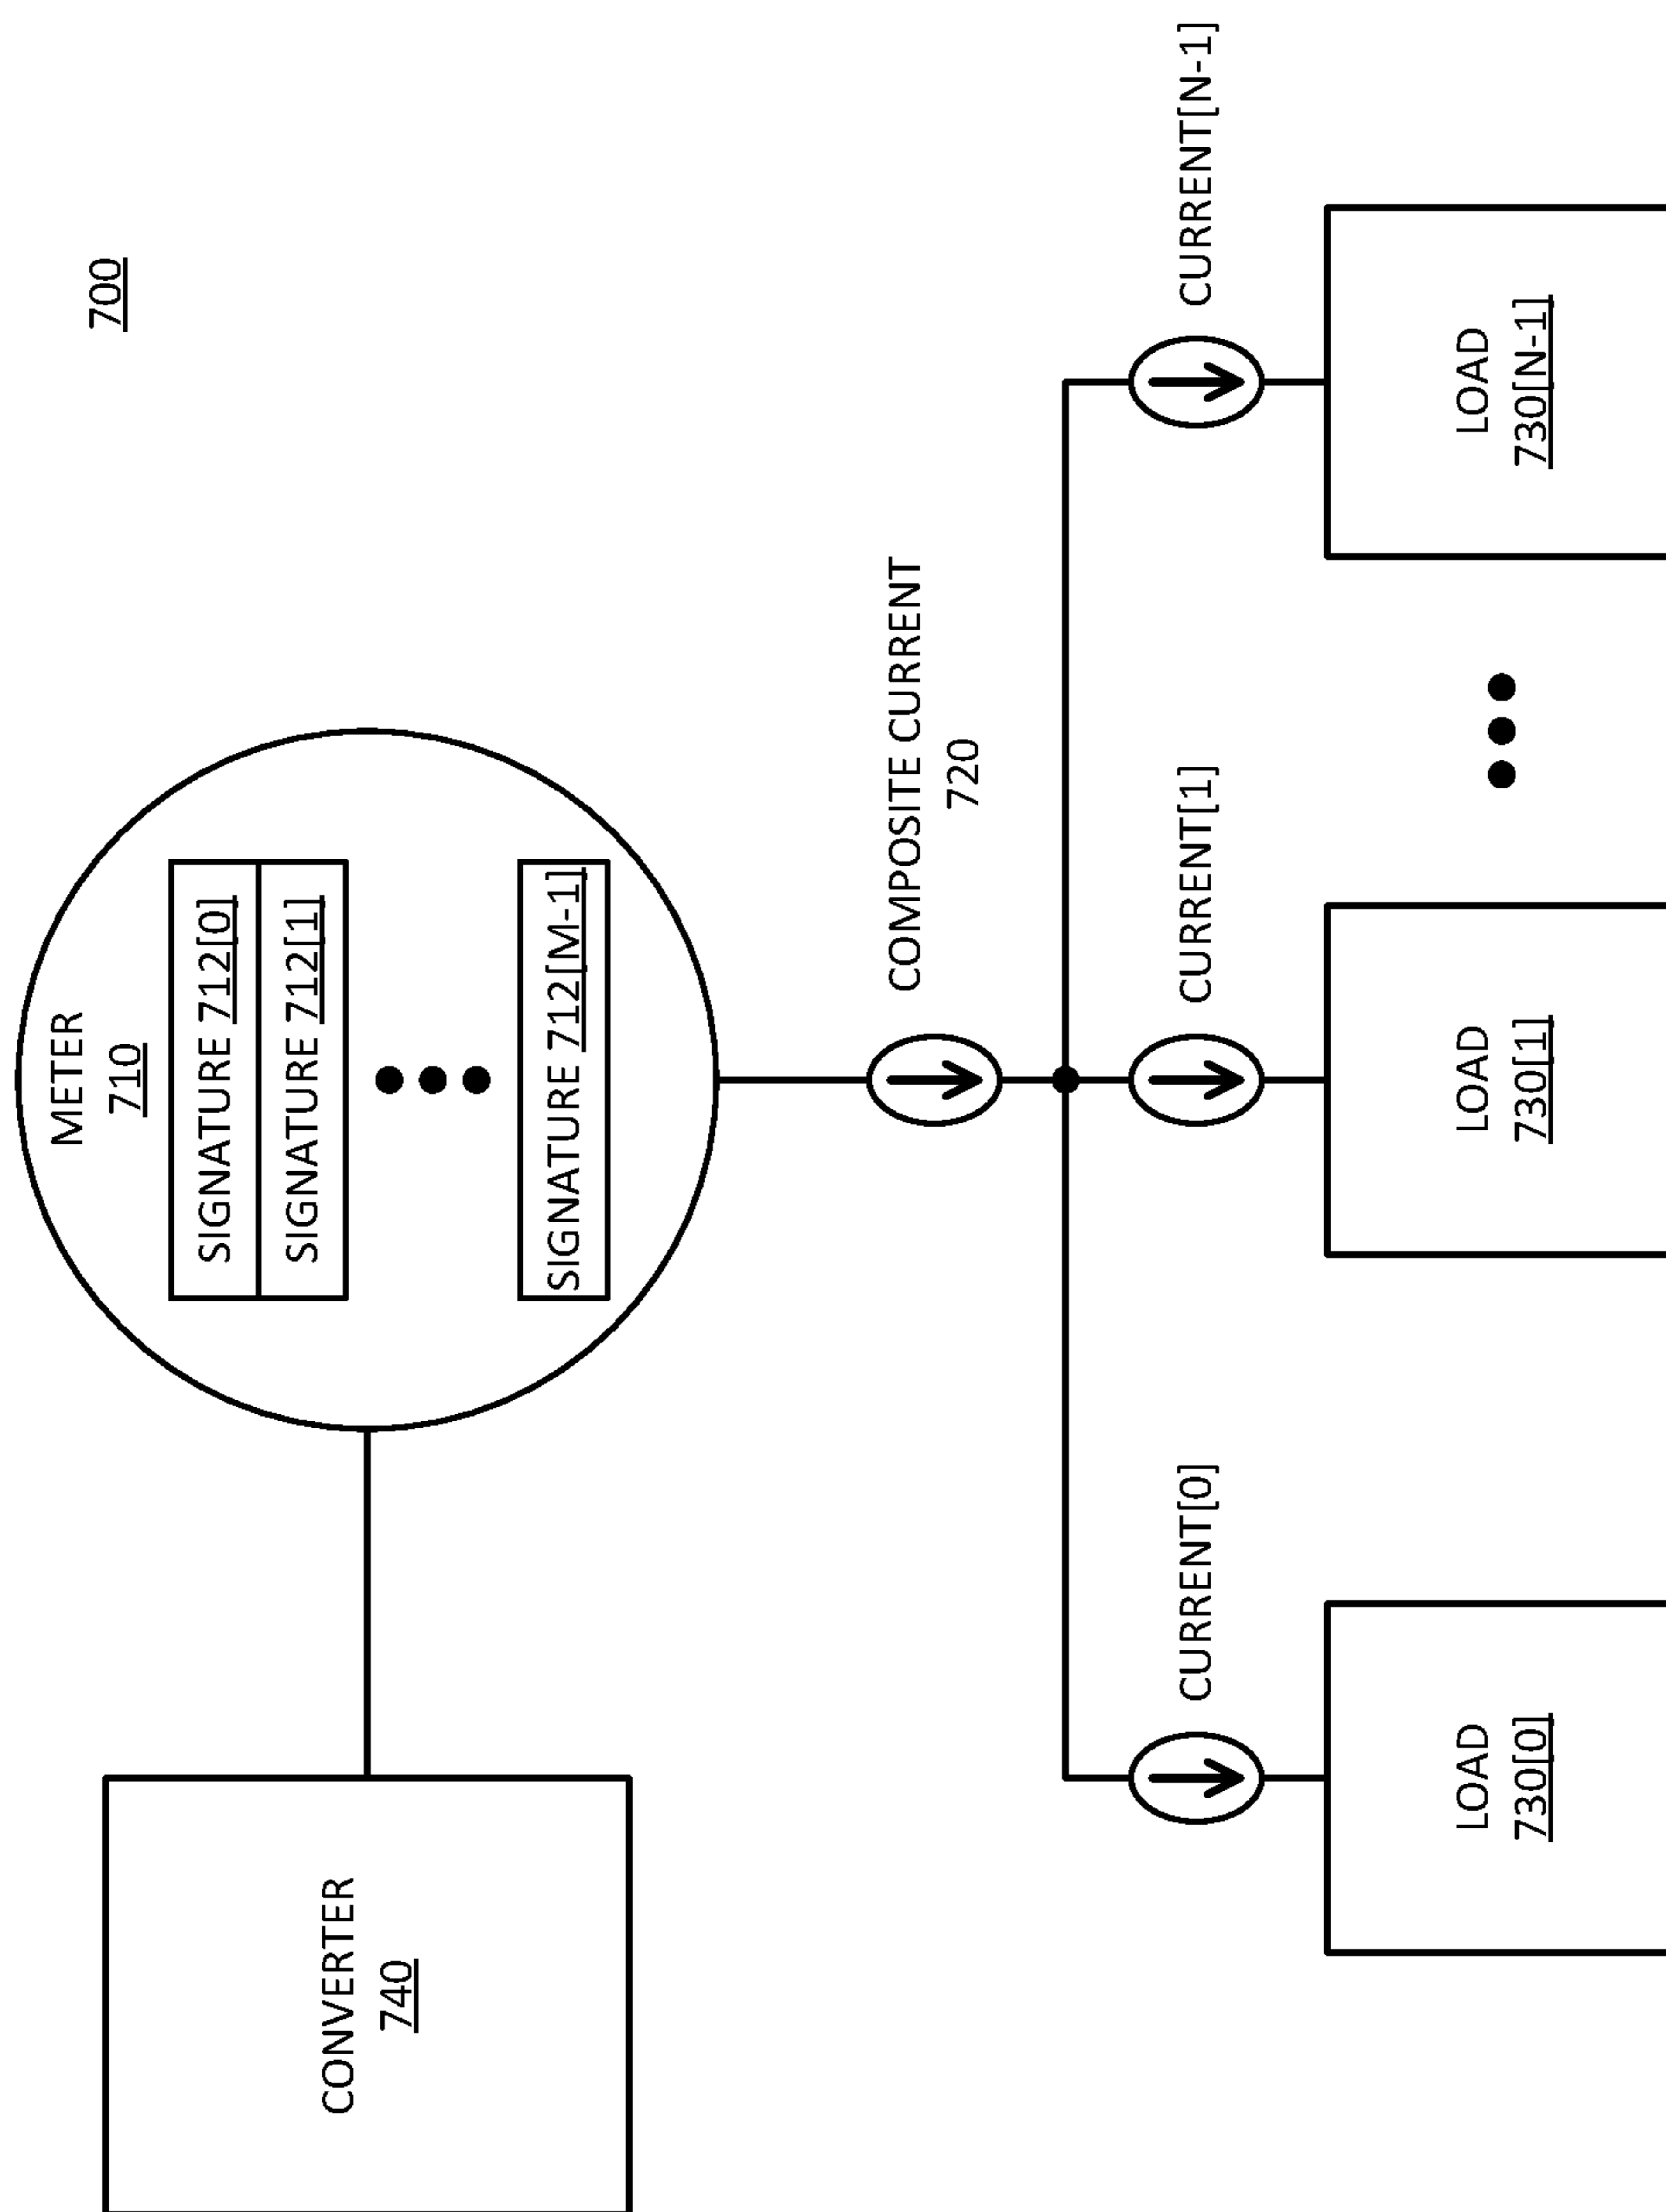 700
METER
710
SIGNATURE 712[0]
SIGNATURE 712[1]
SIGNATURE 712[M-1]
CONVERTER
740
COMPOSITE CURRENT
720
CURRENT[0]
CURRENT[1]
CURRENT[N-1]
LOAD
730[0]
LOAD
730[1]
LOAD
730[N-1]